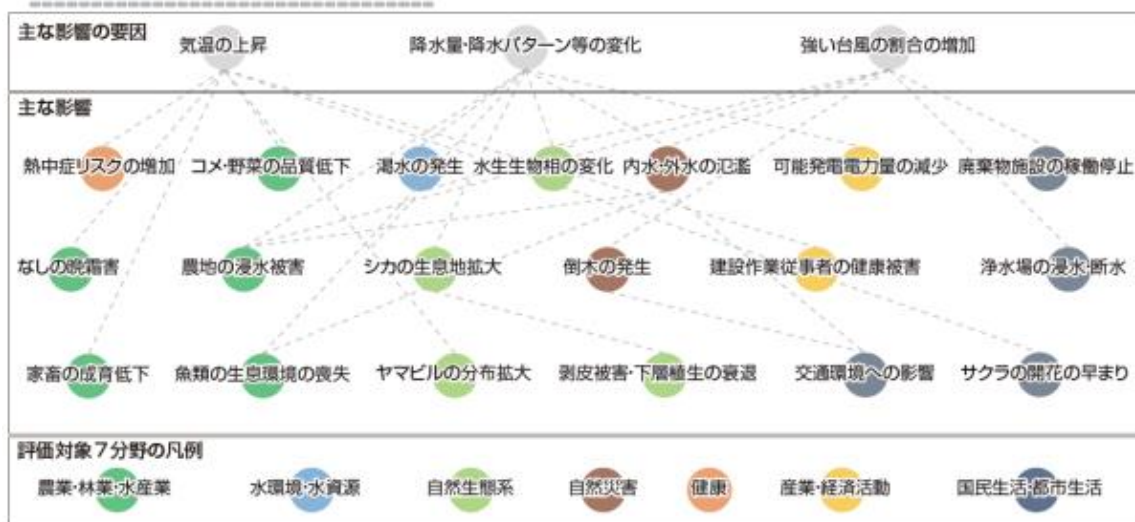 主な影響の要因
気温の上昇 降水量・降水パターン等の変化 強い台風の割合の増加
主な影響
熱中症リスクの増加 コメ・野菜の品質低下 渇水の発生 水生生物相の変化 内水・外水の氾濫 可能発電電力量の減少 廃棄物施設の稼働停止
なしの晩霜害 農地の浸水被害 シカの生息地拡大 倒木の発生 建設作業従事者の健康被害 浄水場の浸水・断水
家畜の成育低下 魚類の生息環境の喪失 ヤマビルの分布拡大 剥皮被害・下層植生の衰退 交通環境への影響 サクラの開花の早まり
評価対象7分野の凡例
農業・林業・水産業 水環境・水資源 自然生態系 自然災害 健康 産業・経済活動 国民生活・都市生活